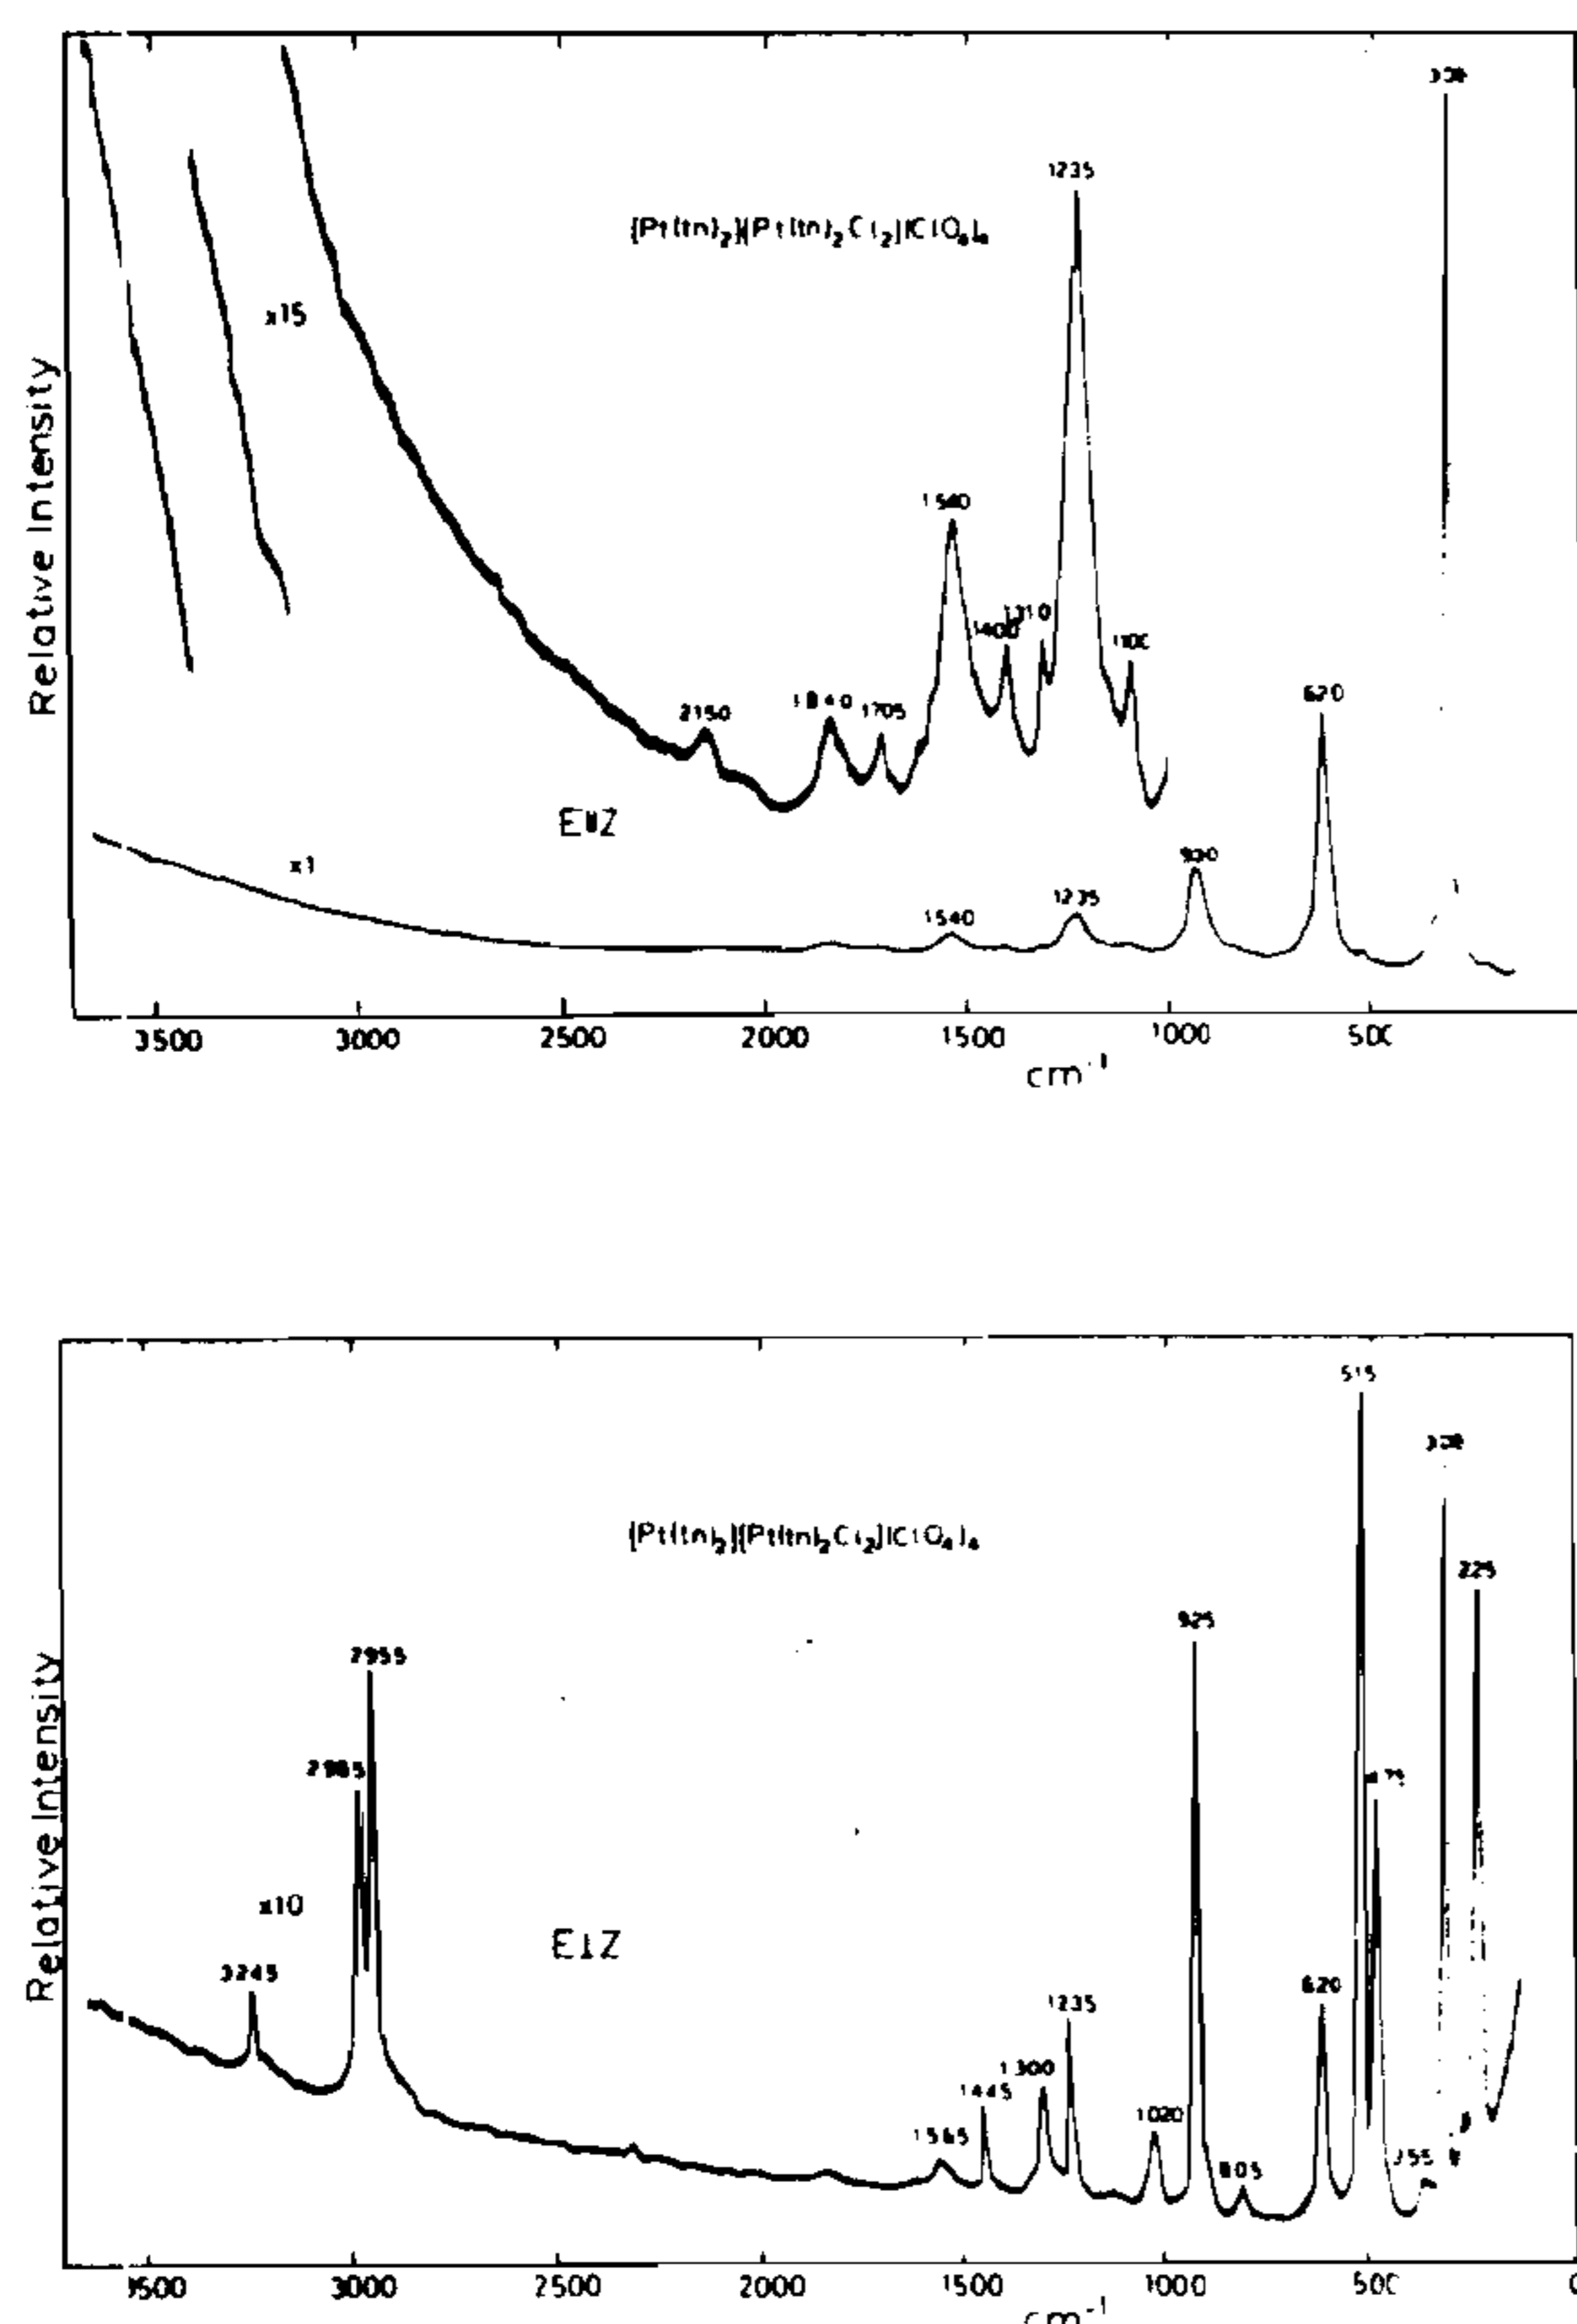 1235
[Pt(tn)₂][Pt(tn)₂Cl₂](ClO₄)₄
x15
1540
1400
1310
1100
2150
1840
1705
620
E∥Z
930
x1
1540
1235
Relative Intensity
3500 3000 2500 2000 1500 1000 500
cm⁻¹
515
[Pt(tn)₂][Pt(tn)₂Cl₂](ClO₄)₄
225
925
2955
2985
475
x10
E⊥Z
3245
620
1235
1300
1445
1020
1565
805
355
Relative Intensity
3500 3000 2500 2000 1500 1000 500 0
cm⁻¹